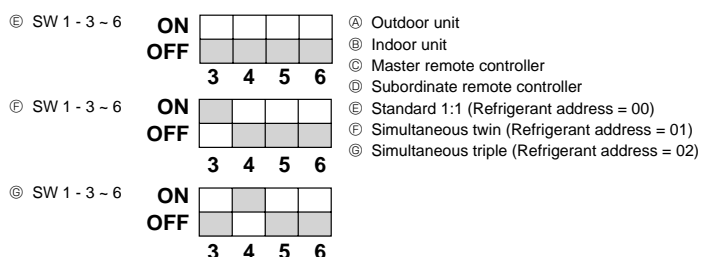 Ⓔ SW 1 - 3 ~ 6
ON
OFF
3 4 5 6
Ⓕ SW 1 - 3 ~ 6
ON
OFF
3 4 5 6
Ⓖ SW 1 - 3 ~ 6
ON
OFF
3 4 5 6
Ⓐ Outdoor unit
Ⓑ Indoor unit
Ⓒ Master remote controller
Ⓓ Subordinate remote controller
Ⓔ Standard 1:1 (Refrigerant address = 00)
Ⓕ Simultaneous twin (Refrigerant address = 01)
Ⓖ Simultaneous triple (Refrigerant address = 02)